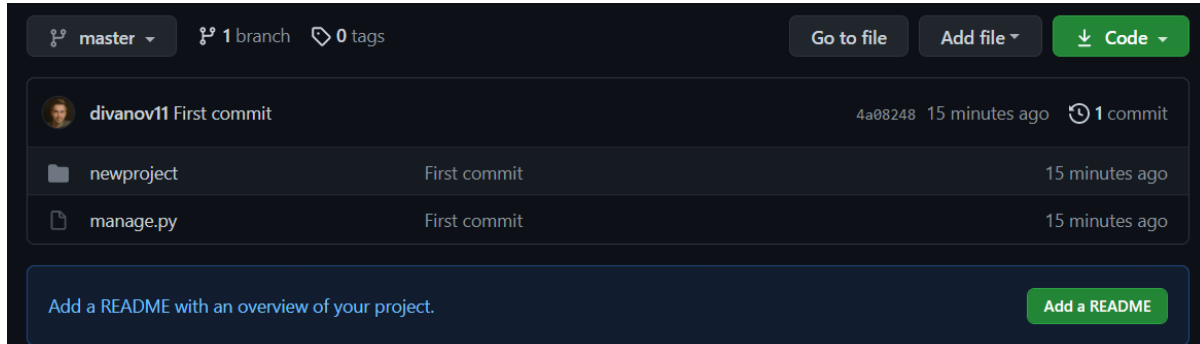 master 1 branch 0 tags Go to file Add file Code
divanov11 First commit 4a08248 15 minutes ago 1 commit
newproject First commit 15 minutes ago
manage.py First commit 15 minutes ago
Add a README with an overview of your project. Add a README